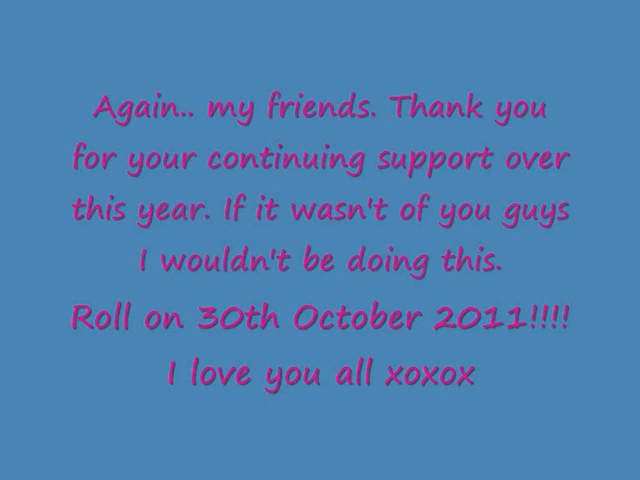 Again.. my friends. Thank you
for your continuing support over
this year. If it wasn't of you guys
I wouldn't be doing this.
Roll on 30th October 2011!!!!
I love you all xoxox